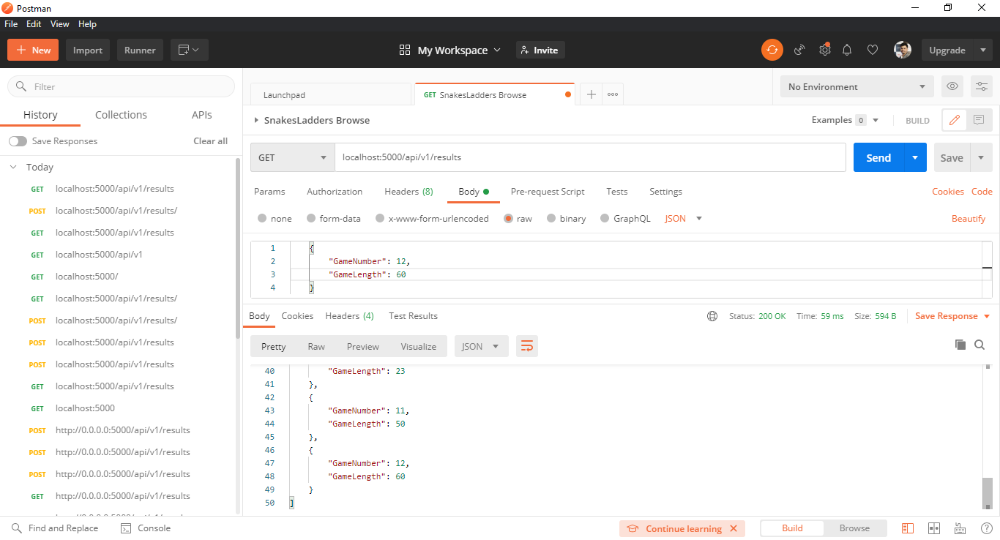 Postman
File Edit View Help
New Import Runner My Workspace Invite Upgrade
Filter
History Collections APIs
Save Responses Clear all
Today
GET localhost:5000/api/v1/results
POST localhost:5000/api/v1/results/
GET localhost:5000/api/v1/results
GET localhost:5000/api/v1
GET localhost:5000/
GET localhost:5000/api/v1/results/
POST localhost:5000/api/v1/results/
POST localhost:5000/api/v1/results
POST localhost:5000/api/v1/results
GET localhost:5000/api/v1/results
GET localhost:5000
POST http://0.0.0.0:5000/api/v1/results
POST http://0.0.0.0:5000/api/v1/results
POST http://0.0.0.0:5000/api/v1/results
GET http://0.0.0.0:5000/api/v1/results
Launchpad GET SnakesLadders Browse No Environment
SnakesLadders Browse Examples 0 BUILD
GET localhost:5000/api/v1/results Send Save
Params Authorization Headers (8) Body Pre-request Script Tests Settings Cookies Code
none form-data x-www-form-urlencoded raw binary GraphQL JSON Beautify
1 {
2 "GameNumber": 12,
3 "GameLength": 60
4 }
Body Cookies Headers (4) Test Results Status: 200 OK Time: 59 ms Size: 594 B Save Response
Pretty Raw Preview Visualize JSON
40 "GameLength": 23
41 },
42 {
43 "GameNumber": 11,
44 "GameLength": 50
45 },
46 {
47 "GameNumber": 12,
48 "GameLength": 60
49 }
50 ]
Find and Replace Console Continue learning Build Browse